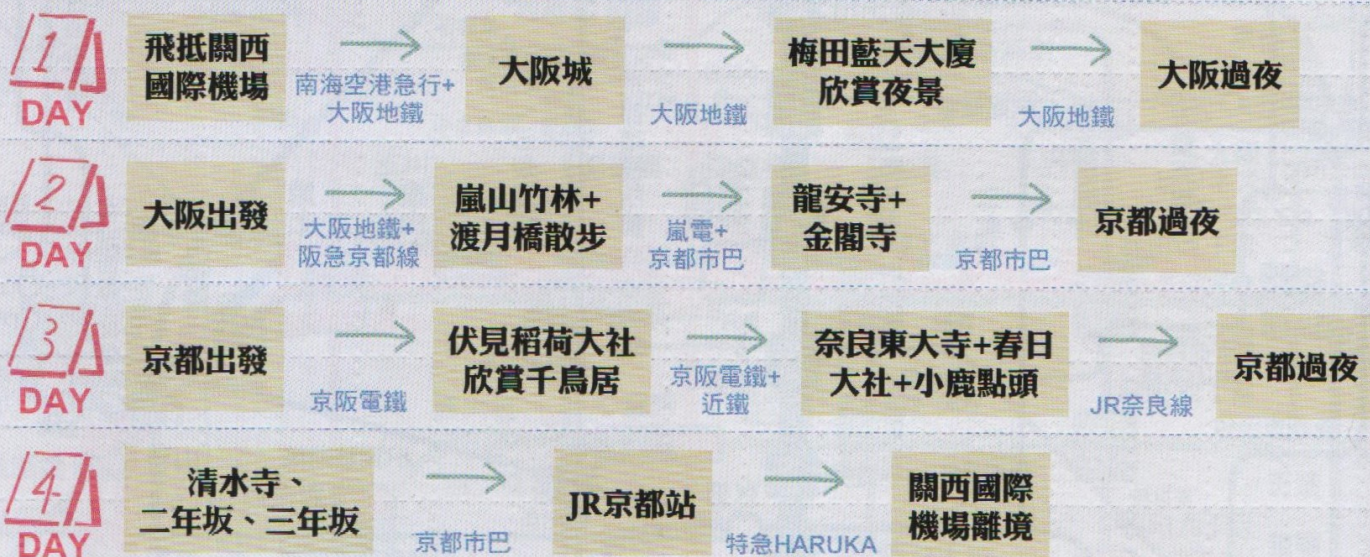 1
DAY
飛抵關西
國際機場
南海空港急行+
大阪地鐵
大阪城
大阪地鐵
梅田藍天大廈
欣賞夜景
大阪地鐵
大阪過夜
2
DAY
大阪出發
大阪地鐵+
阪急京都線
嵐山竹林+
渡月橋散步
嵐電+
京都市巴
龍安寺+
金閣寺
京都市巴
京都過夜
3
DAY
京都出發
京阪電鐵
伏見稻荷大社
欣賞千鳥居
京阪電鐵+
近鐵
奈良東大寺+春日
大社+小鹿點頭
JR奈良線
京都過夜
4
DAY
清水寺、
二年坂、三年坂
京都市巴
JR京都站
特急HARUKA
關西國際
機場離境